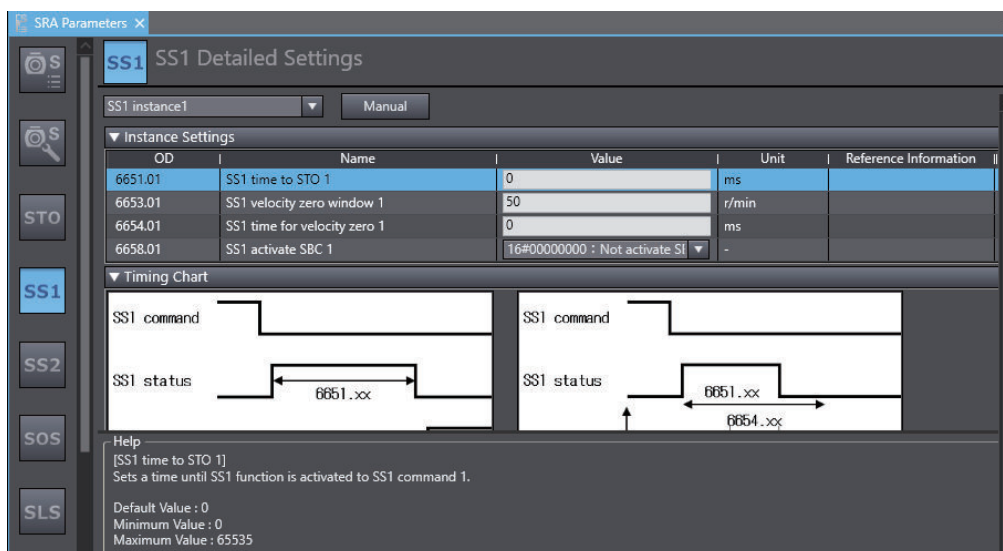 SRA Parameters
SS1 SS1 Detailed Settings
SS1 instance1 Manual
Instance Settings
OD Name Value Unit Reference Information
6651.01 SS1 time to STO 1 0 ms
6653.01 SS1 velocity zero window 1 50 r/min
6654.01 SS1 time for velocity zero 1 0 ms
6658.01 SS1 activate SBC 1 16#00000000 : Not activate -
Timing Chart
SS1 command SS1 command
SS1 status 6651.xx SS1 status 6651.xx
6654.xx
S
S
STO
SS1
SS2
SOS
SLS
Help
[SS1 time to STO 1]
Sets a time until SS1 function is activated to SS1 command 1.
Default Value : 0
Minimum Value : 0
Maximum Value : 65535